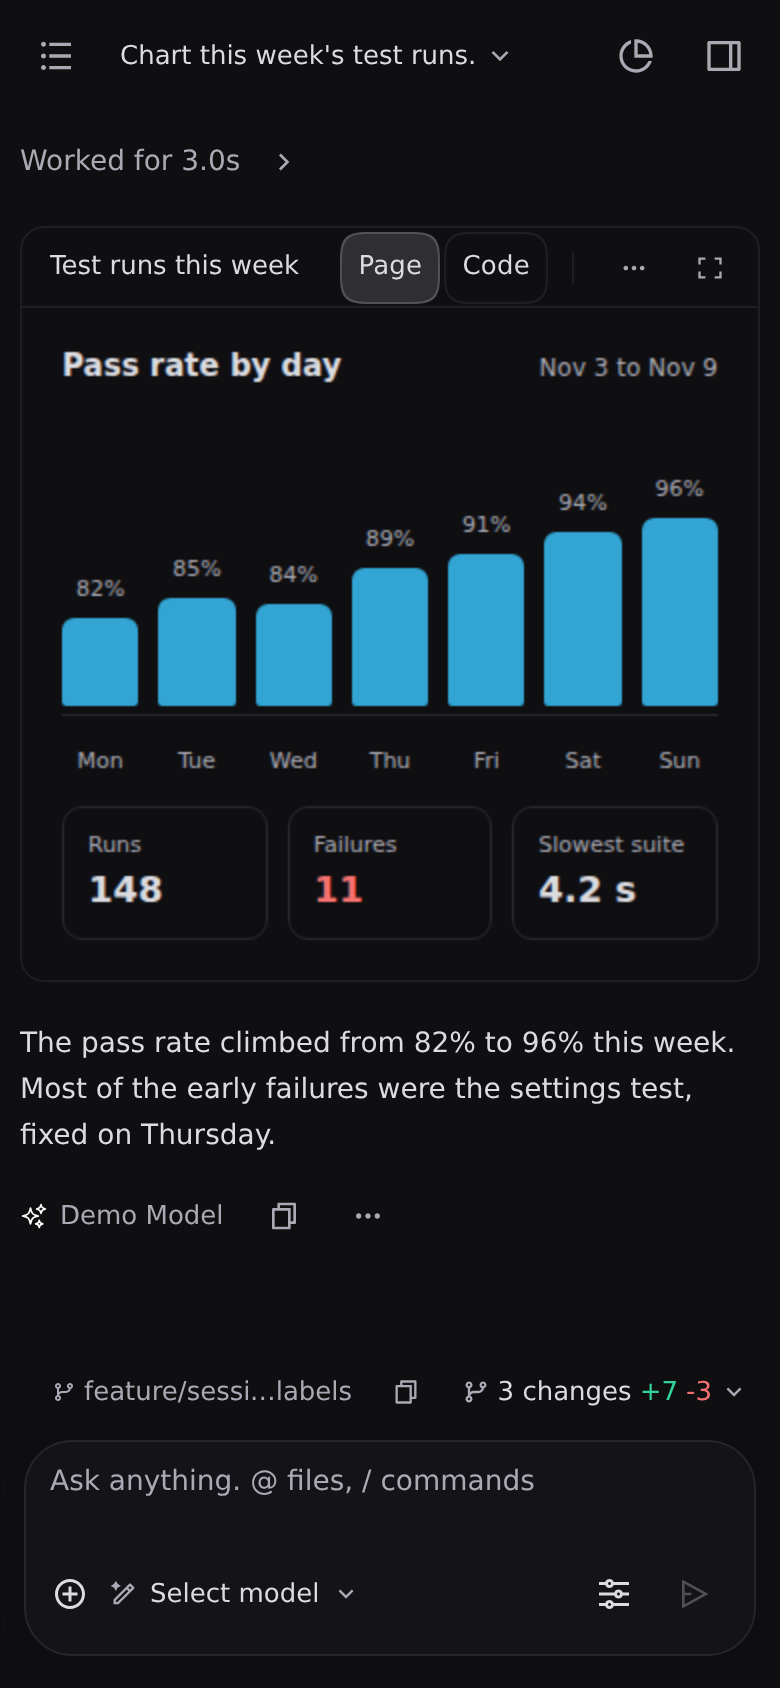 Chart this week's test runs.
Worked for 3.0s
Test runs this week Page Code
Pass rate by day Nov 3 to Nov 9
82% 85% 84% 89% 91% 94% 96%
Mon Tue Wed Thu Fri Sat Sun
Runs Failures Slowest suite
148 11 4.2 s
The pass rate climbed from 82% to 96% this week.
Most of the early failures were the settings test,
fixed on Thursday.
Demo Model
feature/sessi...labels 3 changes +7 -3
Ask anything. @ files, / commands
Select model